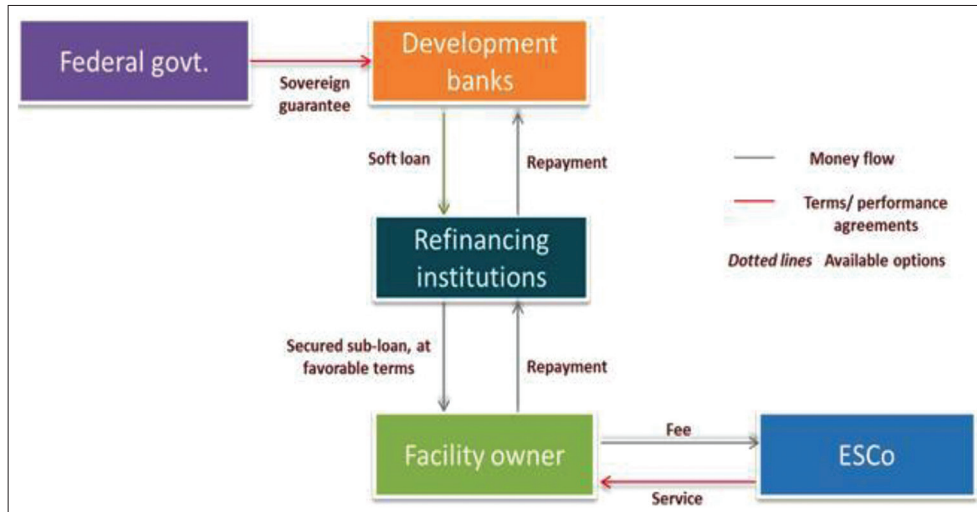 Federal govt.
Sovereign
guarantee
Development
banks
Soft loan
Repayment
Money flow
Terms/ performance
agreements
Dotted lines Available options
Refinancing
institutions
Secured sub-loan, at
favorable terms
Repayment
Facility owner
Fee
Service
ESCo